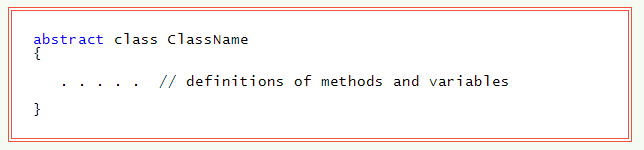 abstract class ClassName
{
. . . . . // definitions of methods and variables
}